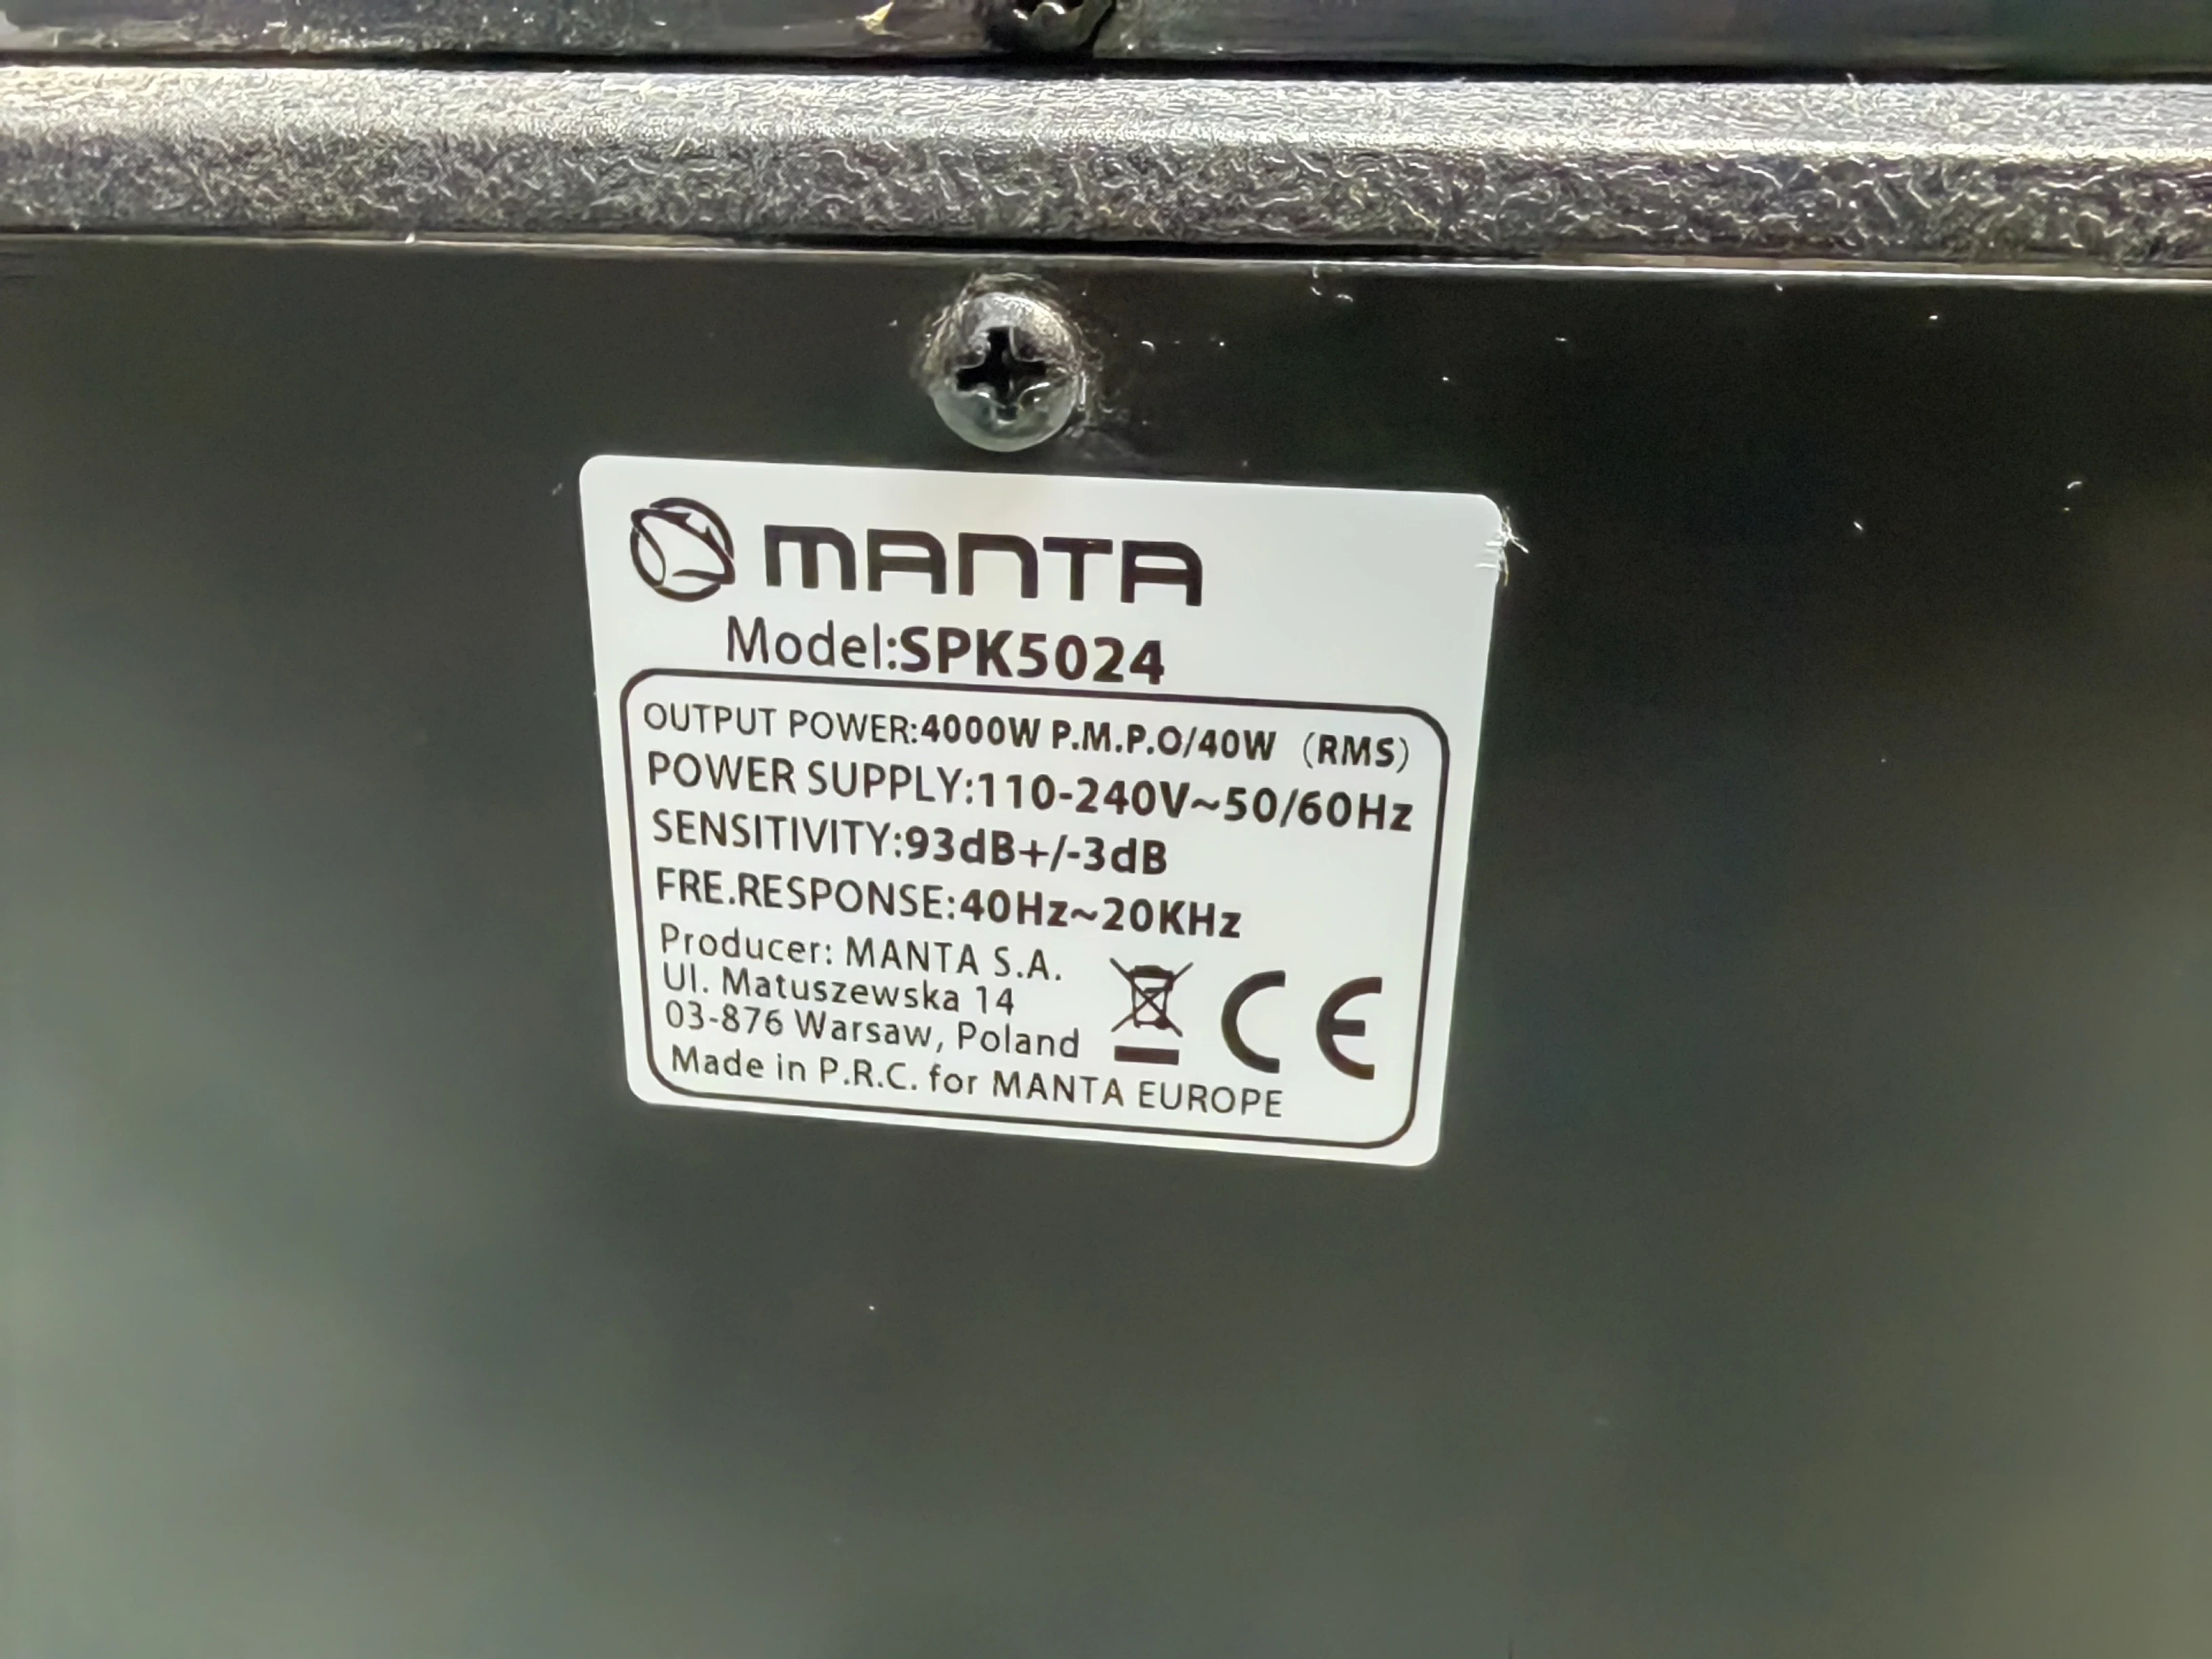 MANTA
Model:SPK5024
OUTPUT POWER:4000W P.M.P.O/40W (RMS)
POWER SUPPLY:110-240V~50/60Hz
SENSITIVITY:93dB+/-3dB
FRE.RESPONSE:40Hz~20KHz
Producer: MANTA S.A.
Ul. Matuszewska 14
03-876 Warsaw, Poland
CE
Made in P.R.C. for MANTA EUROPE